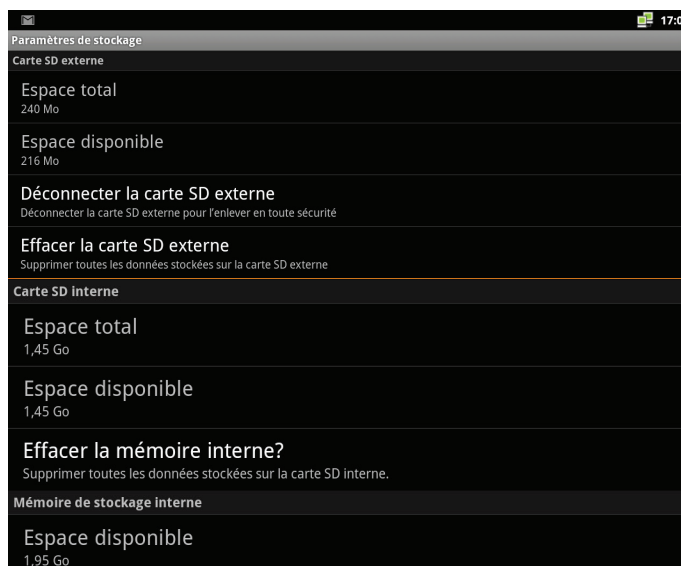 17:0
Paramètres de stockage
Carte SD externe
Espace total
240 Mo
Espace disponible
216 Mo
Déconnecter la carte SD externe
Déconnecter la carte SD externe pour l'enlever en toute sécurité
Effacer la carte SD externe
Supprimer toutes les données stockées sur la carte SD externe
Carte SD interne
Espace total
1,45 Go
Espace disponible
1,45 Go
Effacer la mémoire interne?
Supprimer toutes les données stockées sur la carte SD interne.
Mémoire de stockage interne
Espace disponible
1,95 Go